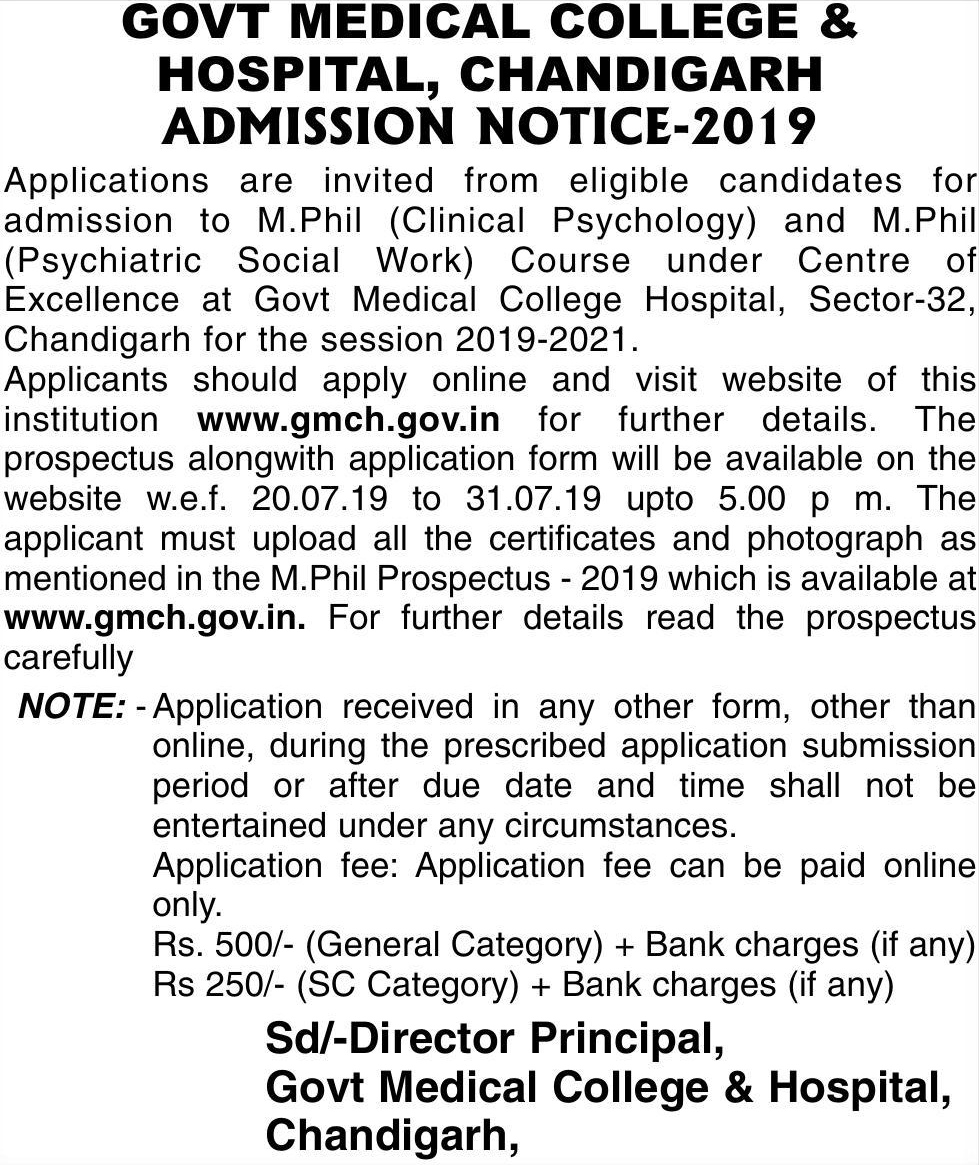 GOVT MEDICAL COLLEGE &
HOSPITAL, CHANDIGARH
ADMISSION NOTICE-2019
Applications are invited from eligible candidates for
admission to M.Phil (Clinical Psychology) and M.Phil
(Psychiatric Social Work) Course under Centre of
Excellence at Govt Medical College Hospital, Sector-32,
Chandigarh for the session 2019-2021.
Applicants should apply online and visit website of this
institution www.gmch.gov.in for further details. The
prospectus alongwith application form will be available on the
website w.e.f. 20.07.19 to 31.07.19 upto 5.00 p m. The
applicant must upload all the certificates and photograph as
mentioned in the M.Phil Prospectus - 2019 which is available at
www.gmch.gov.in. For further details read the prospectus
carefully
NOTE: - Application received in any other form, other than
online, during the prescribed application submission
period or after due date and time shall not be
entertained under any circumstances.
Application fee: Application fee can be paid online
only.
Rs. 500/- (General Category) + Bank charges (if any)
Rs 250/- (SC Category) + Bank charges (if any)
Sd/-Director Principal,
Govt Medical College & Hospital,
Chandigarh,